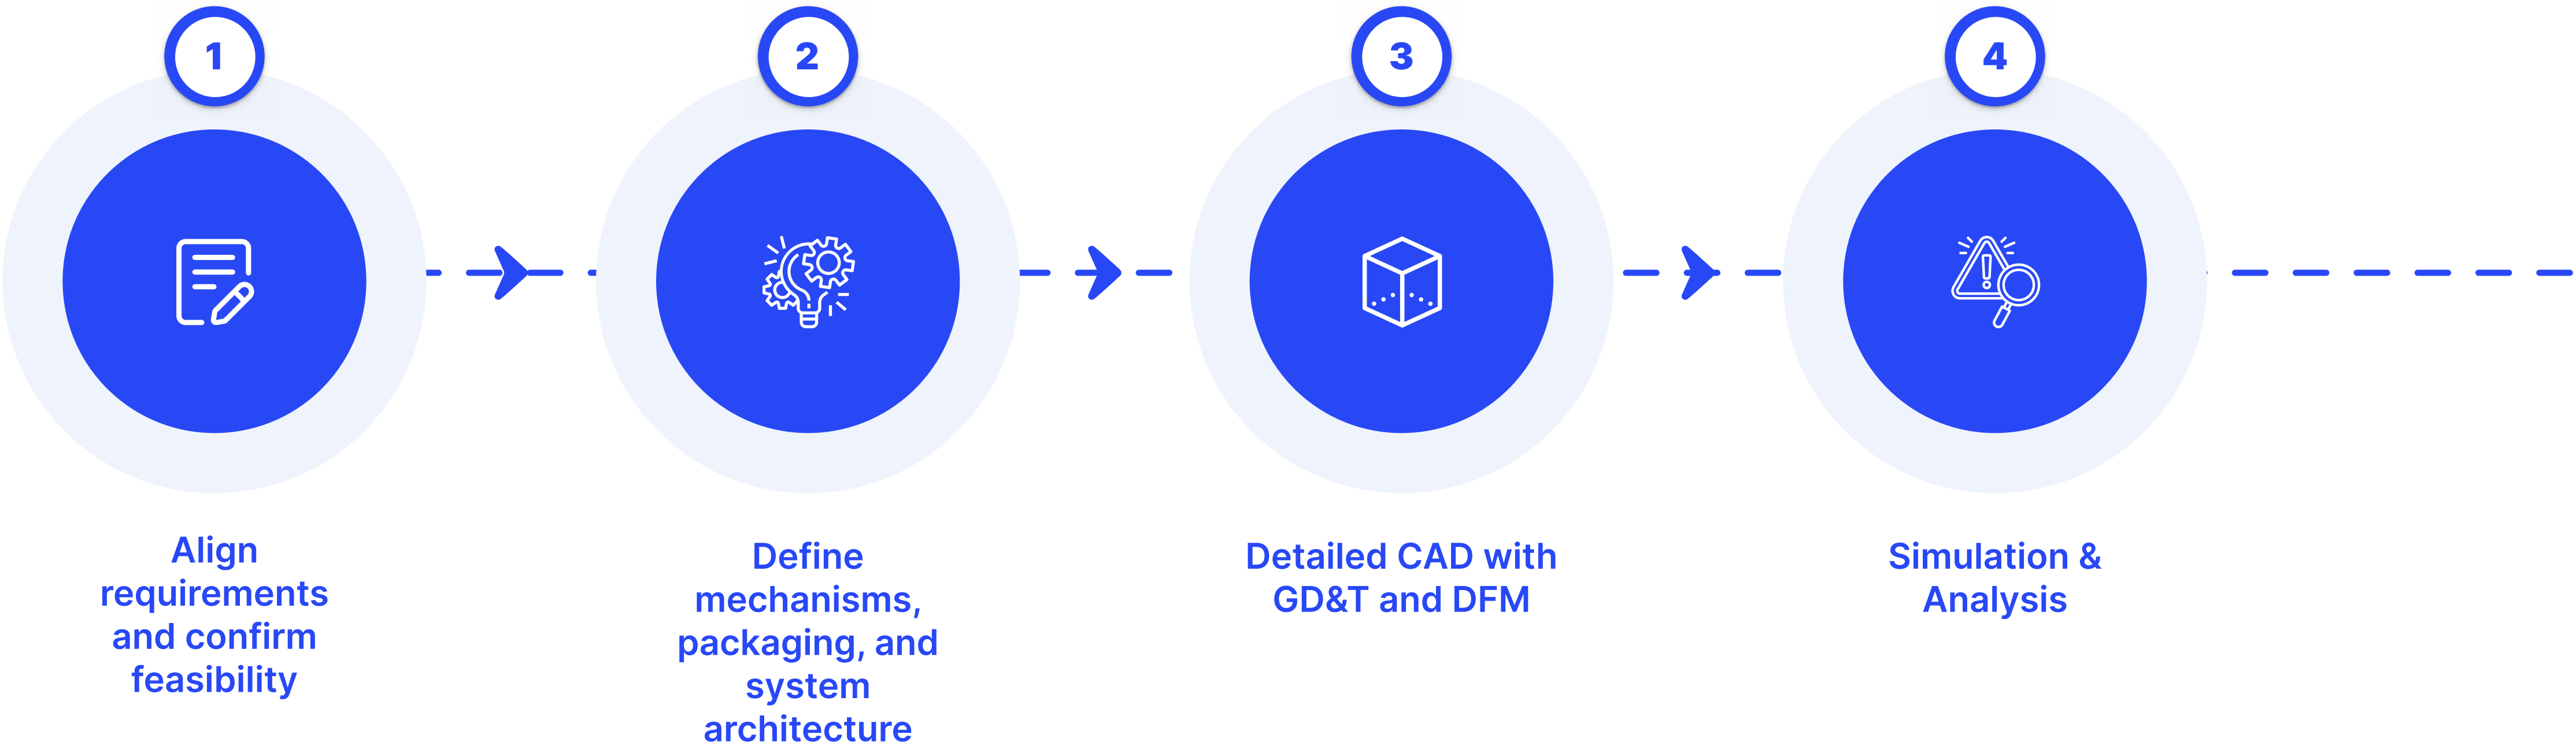 1
2
3
4
Align
requirements
and confirm
feasibility
Define
mechanisms,
packaging, and
system
architecture
Detailed CAD with
GD&T and DFM
Simulation &
Analysis